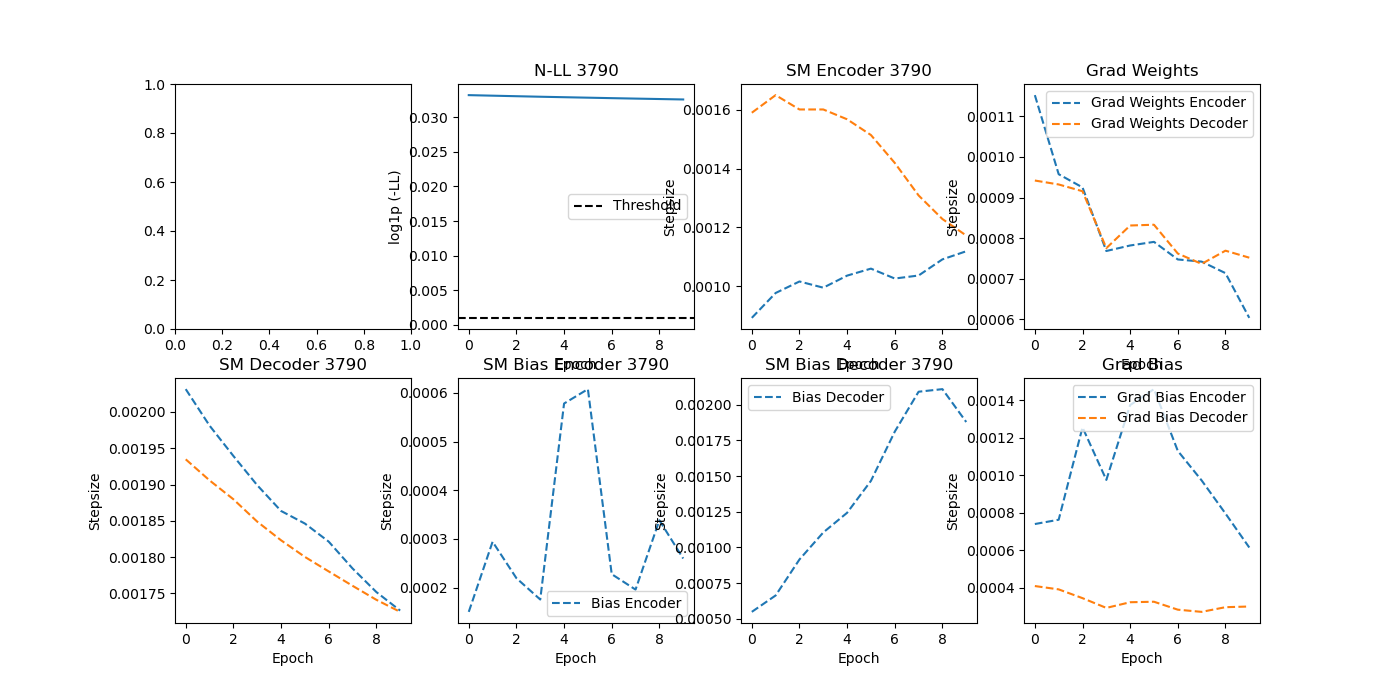 N-LL 3790
SM Encoder 3790
Grad Weights
1.0
0.8
0.6
0.4
0.2
0.0
0.0 0.2 0.4 0.6 0.8 1.0
log1p (-LL)
0.030
0.025
0.020
0.015
0.010
0.005
0.000
Threshold
0 2 4 6 8
Epoch
Stepsize
0.0016
0.0014
0.0012
0.0010
0 2 4 6 8
Epoch
Stepsize
0.0011
0.0010
0.0009
0.0008
0.0007
0.0006
Grad Weights Encoder
Grad Weights Decoder
0 2 4 6 8
Epoch
SM Decoder 3790
SM Bias Encoder 3790
SM Bias Decoder 3790
Grad Bias
Stepsize
0.00200
0.00195
0.00190
0.00185
0.00180
0.00175
0 2 4 6 8
Epoch
Stepsize
0.0006
0.0005
0.0004
0.0003
0.0002
Bias Encoder
0 2 4 6 8
Epoch
Stepsize
0.00200
0.00175
0.00150
0.00125
0.00100
0.00075
0.00050
Bias Decoder
0 2 4 6 8
Epoch
Stepsize
0.0014
0.0012
0.0010
0.0008
0.0006
0.0004
Grad Bias Encoder
Grad Bias Decoder
0 2 4 6 8
Epoch